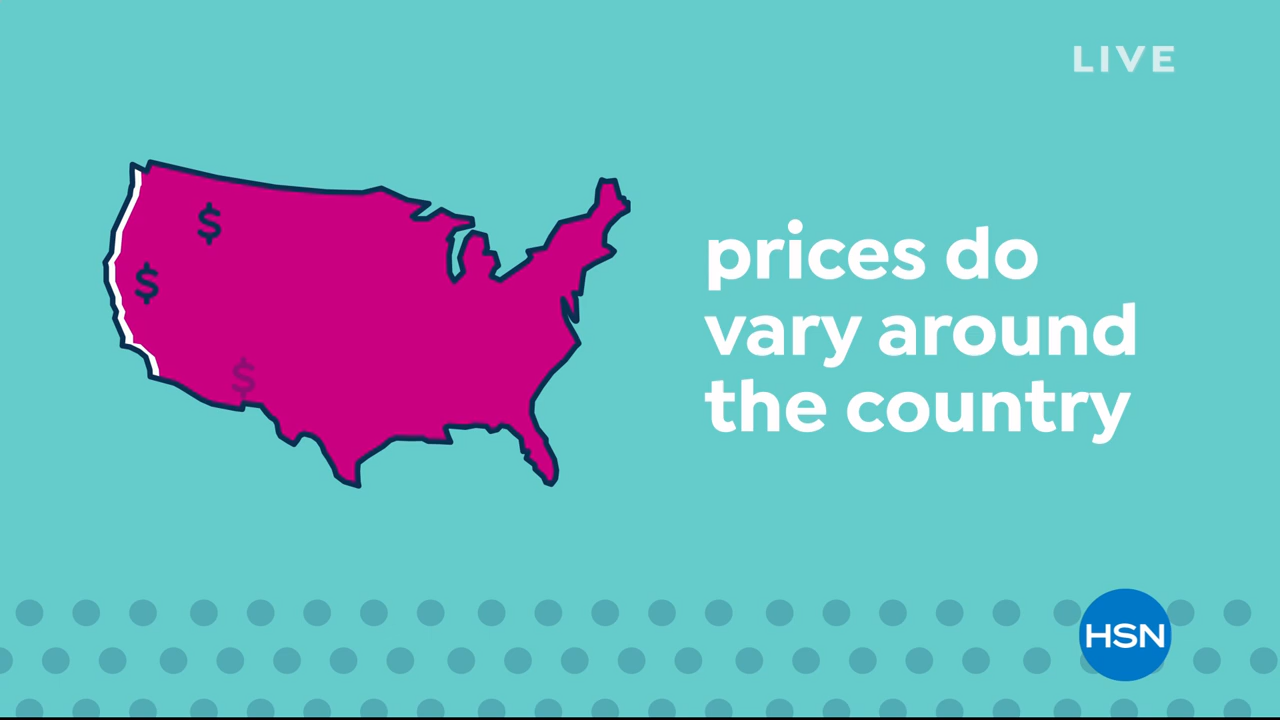 LIVE
$
$
$
prices do
vary around
the country
HSN